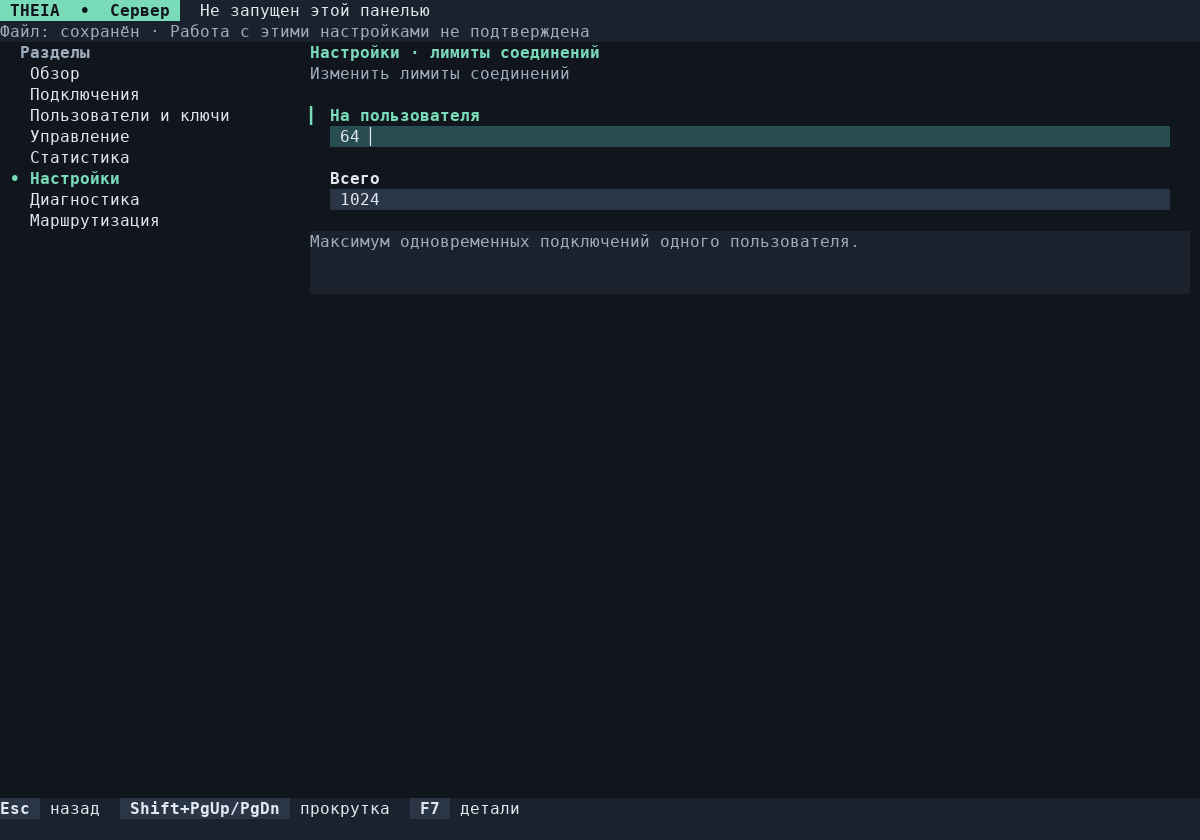 THEIA • Сервер Не запущен этой панелью
Файл: сохранён · Работа с этими настройками не подтверждена
Разделы
Обзор
Подключения
Пользователи и ключи
Управление
Статистика
• Настройки
Диагностика
Маршрутизация
Настройки · лимиты соединений
Изменить лимиты соединений
На пользователя
64
Всего
1024
Максимум одновременных подключений одного пользователя.
Esc назад Shift+PgUp/PgDn прокрутка F7 детали